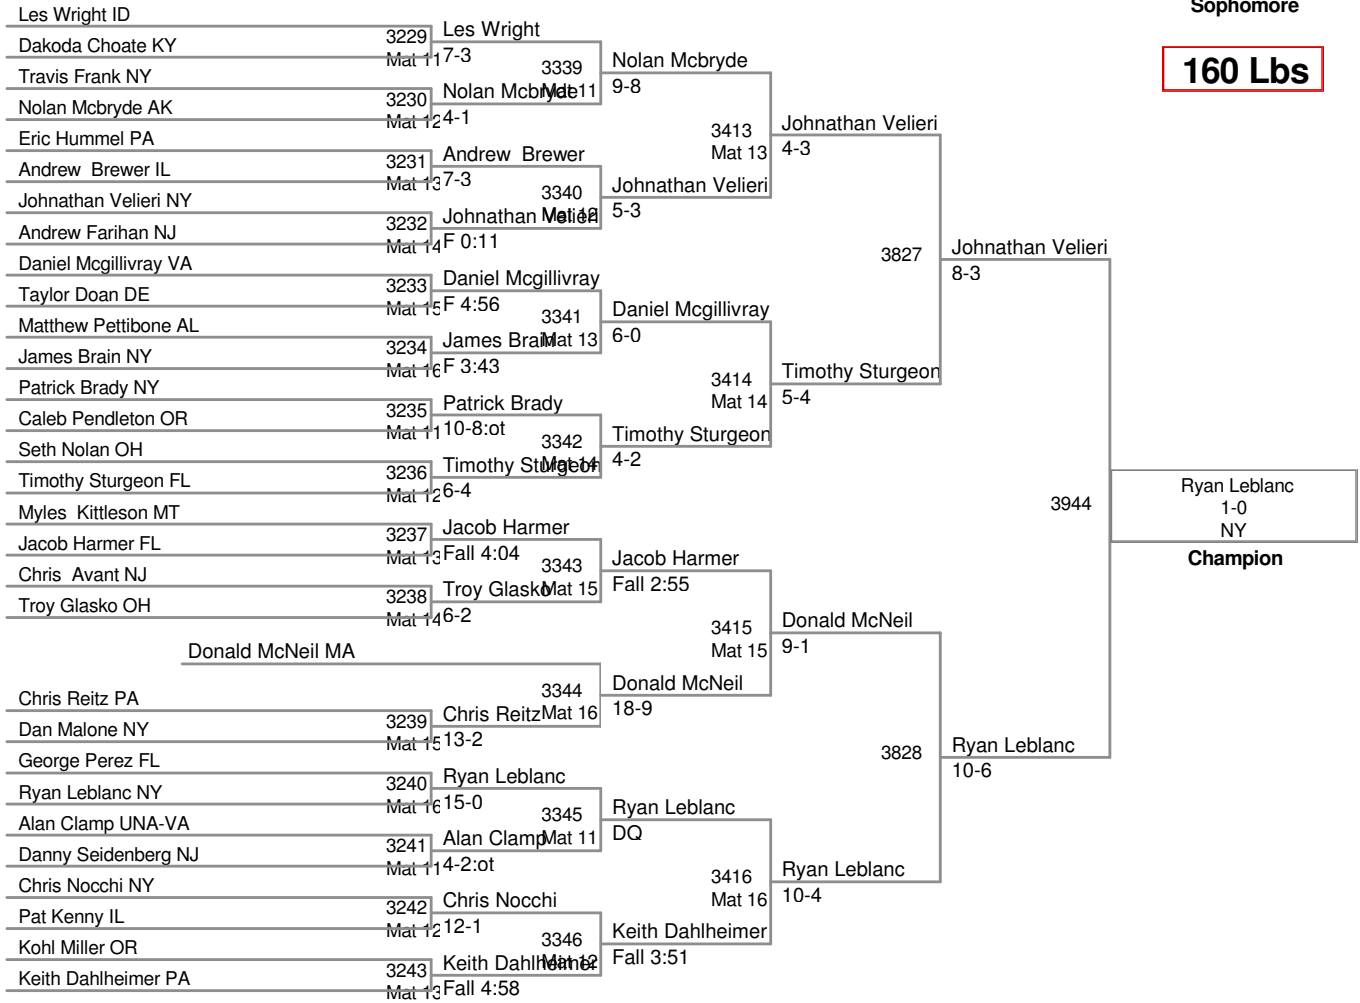 Sophomore
160 Lbs
Les Wright ID
Dakoda Choate KY
Travis Frank NY
Nolan Mcbryde AK
Eric Hummel PA
Andrew  Brewer IL
Johnathan Velieri NY
Andrew Farihan NJ
Daniel Mcgillivray VA
Taylor Doan DE
Matthew Pettibone AL
James Brain NY
Patrick Brady NY
Caleb Pendleton OR
Seth Nolan OH
Timothy Sturgeon FL
Myles  Kittleson MT
Jacob Harmer FL
Chris  Avant NJ
Troy Glasko OH
Donald McNeil MA
Chris Reitz PA
Dan Malone NY
George Perez FL
Ryan Leblanc NY
Alan Clamp UNA-VA
Danny Seidenberg NJ
Chris Nocchi NY
Pat Kenny IL
Kohl Miller OR
Keith Dahlheimer PA
3229
Mat 11
Les Wright
7-3
3230
Mat 12
Nolan Mcbryde
4-1
3231
Mat 13
Andrew  Brewer
7-3
3232
Mat 14
Johnathan Velieri
F 0:11
3233
Mat 15
Daniel Mcgillivray
F 4:56
3234
Mat 16
James Brain
F 3:43
3235
Mat 11
Patrick Brady
10-8:ot
3236
Mat 12
Timothy Sturgeon
6-4
3237
Mat 13
Jacob Harmer
Fall 4:04
3238
Mat 14
Troy Glasko
6-2
3239
Mat 15
Chris Reitz
13-2
3240
Mat 16
Ryan Leblanc
15-0
3241
Mat 11
Alan Clamp
4-2:ot
3242
Mat 12
Chris Nocchi
12-1
3243
Mat 13
Keith Dahlheimer
Fall 4:58
3339
Mat 11
Nolan Mcbryde
9-8
3340
Mat 12
Johnathan Velieri
5-3
3341
Mat 13
Daniel Mcgillivray
6-0
3342
Mat 14
Timothy Sturgeon
4-2
3343
Mat 15
Jacob Harmer
Fall 2:55
3344
Mat 16
Donald McNeil
18-9
3345
Mat 11
Ryan Leblanc
DQ
3346
Mat 12
Keith Dahlheimer
Fall 3:51
3413
Mat 13
Johnathan Velieri
4-3
3414
Mat 14
Timothy Sturgeon
5-4
3415
Mat 15
Donald McNeil
9-1
3416
Mat 16
Ryan Leblanc
10-4
3827
Johnathan Velieri
8-3
3828
Ryan Leblanc
10-6
3944
Ryan Leblanc
1-0
NY
Champion